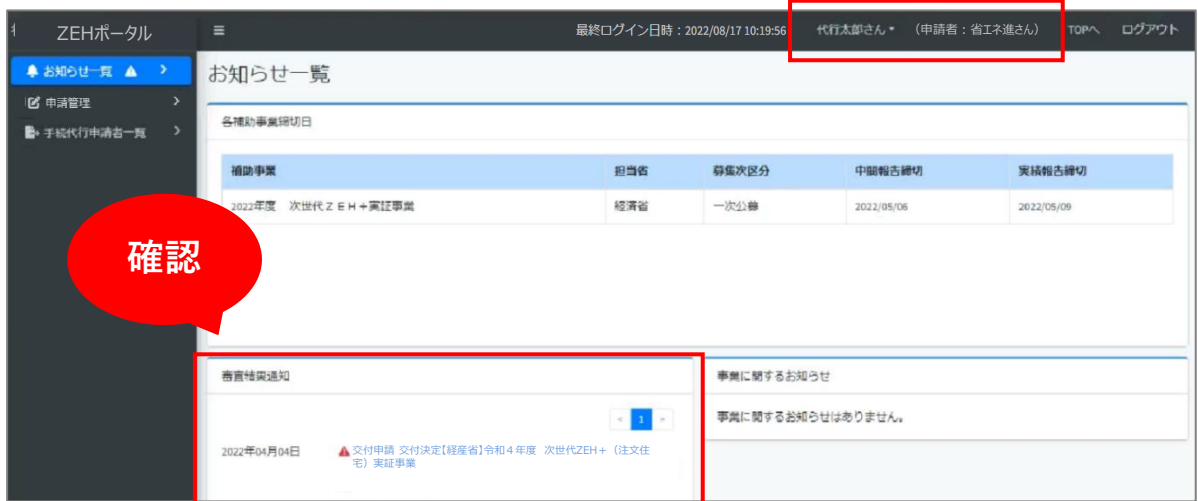 ZEHポータル
最終ログイン日時：2022/08/17 10:19:56 代行太郎さん （申請者：省エネ進さん） TOPへ ログアウト
お知らせ一覧
申請管理
手続代行申請者一覧
お知らせ一覧
各補助事業締切日
補助事業 担当省 募集次区分 中間報告締切 実績報告締切
2022年度 次世代ＺＥＨ＋実証事業 経済省 一次公募 2022/05/06 2022/05/09
確認
審査結果通知
< 1 >
2022年04月04日 交付申請 交付決定【経産省】令和４年度 次世代ZEH＋（注文住
宅）実証事業
事業に関するお知らせ
事業に関するお知らせはありません。